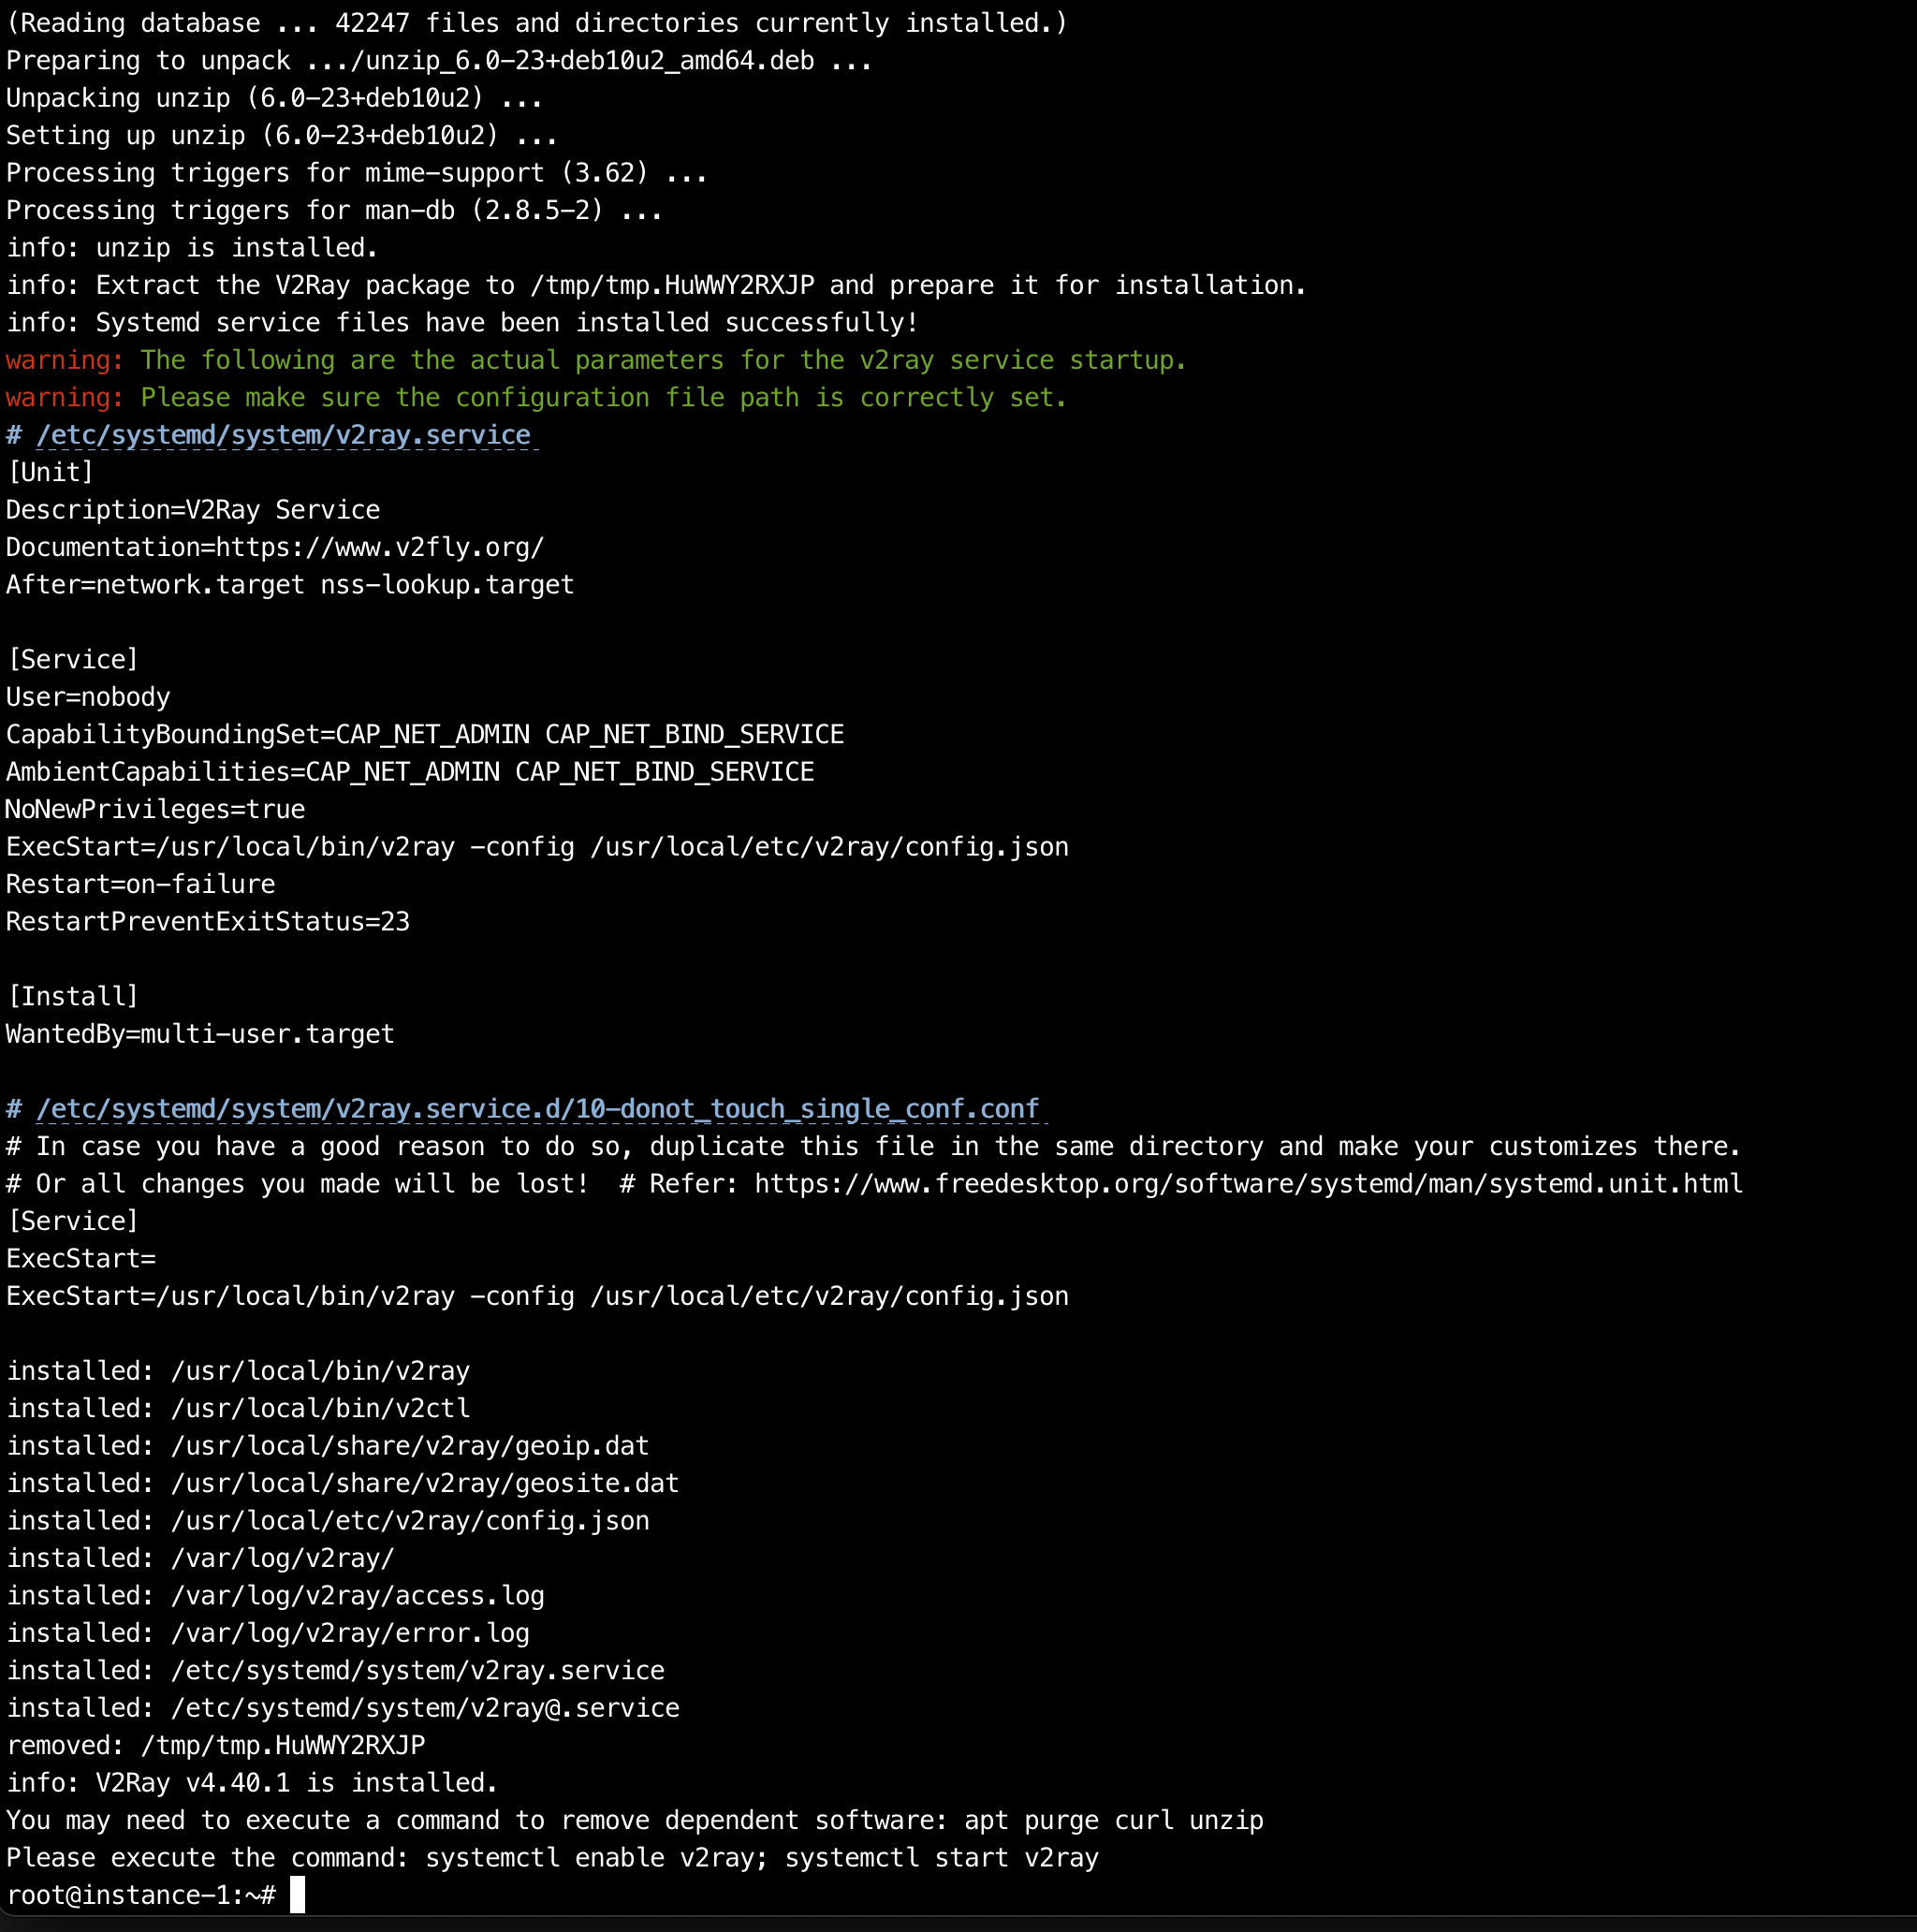 (Reading database ... 42247 files and directories currently installed.)
Preparing to unpack .../unzip_6.0-23+deb10u2_amd64.deb ...
Unpacking unzip (6.0-23+deb10u2) ...
Setting up unzip (6.0-23+deb10u2) ...
Processing triggers for mime-support (3.62) ...
Processing triggers for man-db (2.8.5-2) ...
info: unzip is installed.
info: Extract the V2Ray package to /tmp/tmp.HuWWY2RXJP and prepare it for installation.
info: Systemd service files have been installed successfully!
warning: The following are the actual parameters for the v2ray service startup.
warning: Please make sure the configuration file path is correctly set.
# /etc/systemd/system/v2ray.service
[Unit]
Description=V2Ray Service
Documentation=https://www.v2fly.org/
After=network.target nss-lookup.target

[Service]
User=nobody
CapabilityBoundingSet=CAP_NET_ADMIN CAP_NET_BIND_SERVICE
AmbientCapabilities=CAP_NET_ADMIN CAP_NET_BIND_SERVICE
NoNewPrivileges=true
ExecStart=/usr/local/bin/v2ray -config /usr/local/etc/v2ray/config.json
Restart=on-failure
RestartPreventExitStatus=23

[Install]
WantedBy=multi-user.target

# /etc/systemd/system/v2ray.service.d/10-donot_touch_single_conf.conf
# In case you have a good reason to do so, duplicate this file in the same directory and make your customizes there.
# Or all changes you made will be lost!  # Refer: https://www.freedesktop.org/software/systemd/man/systemd.unit.html
[Service]
ExecStart=
ExecStart=/usr/local/bin/v2ray -config /usr/local/etc/v2ray/config.json

installed: /usr/local/bin/v2ray
installed: /usr/local/bin/v2ctl
installed: /usr/local/share/v2ray/geoip.dat
installed: /usr/local/share/v2ray/geosite.dat
installed: /usr/local/etc/v2ray/config.json
installed: /var/log/v2ray/
installed: /var/log/v2ray/access.log
installed: /var/log/v2ray/error.log
installed: /etc/systemd/system/v2ray.service
installed: /etc/systemd/system/v2ray@.service
removed: /tmp/tmp.HuWWY2RXJP
info: V2Ray v4.40.1 is installed.
You may need to execute a command to remove dependent software: apt purge curl unzip
Please execute the command: systemctl enable v2ray; systemctl start v2ray
root@instance-1:~#